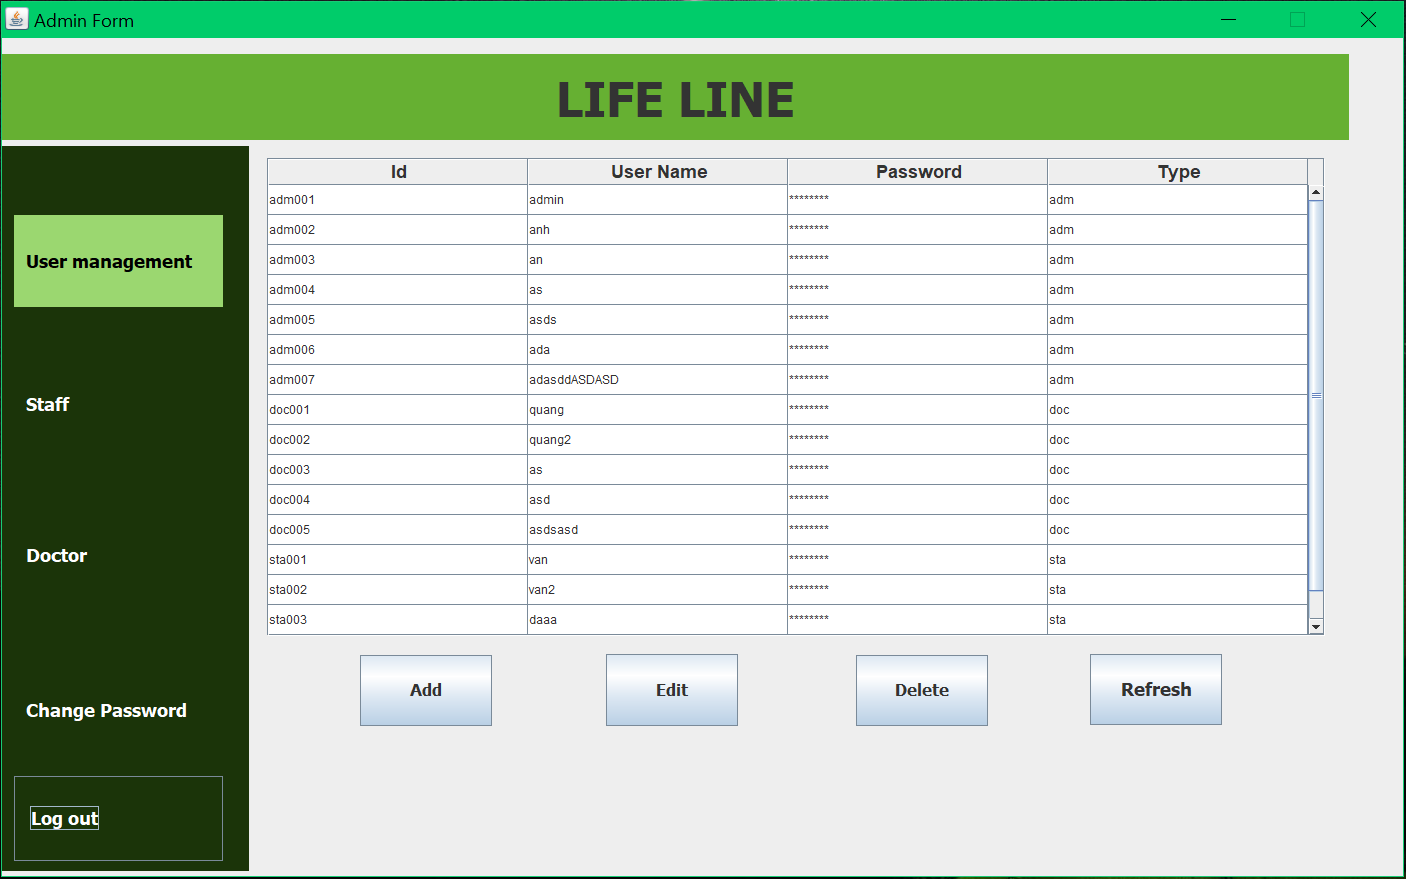 Admin Form
LIFE LINE
User management
Staff
Doctor
Change Password
Log out
Id User Name Password Type
adm001 admin ******** adm
adm002 anh ******** adm
adm003 an ******** adm
adm004 as ******** adm
adm005 asds ******** adm
adm006 ada ******** adm
adm007 adasddASDASD ******** adm
doc001 quang ******** doc
doc002 quang2 ******** doc
doc003 as ******** doc
doc004 asd ******** doc
doc005 asdsasd ******** doc
sta001 van ******** sta
sta002 van2 ******** sta
sta003 daaa ******** sta
Add Edit Delete Refresh